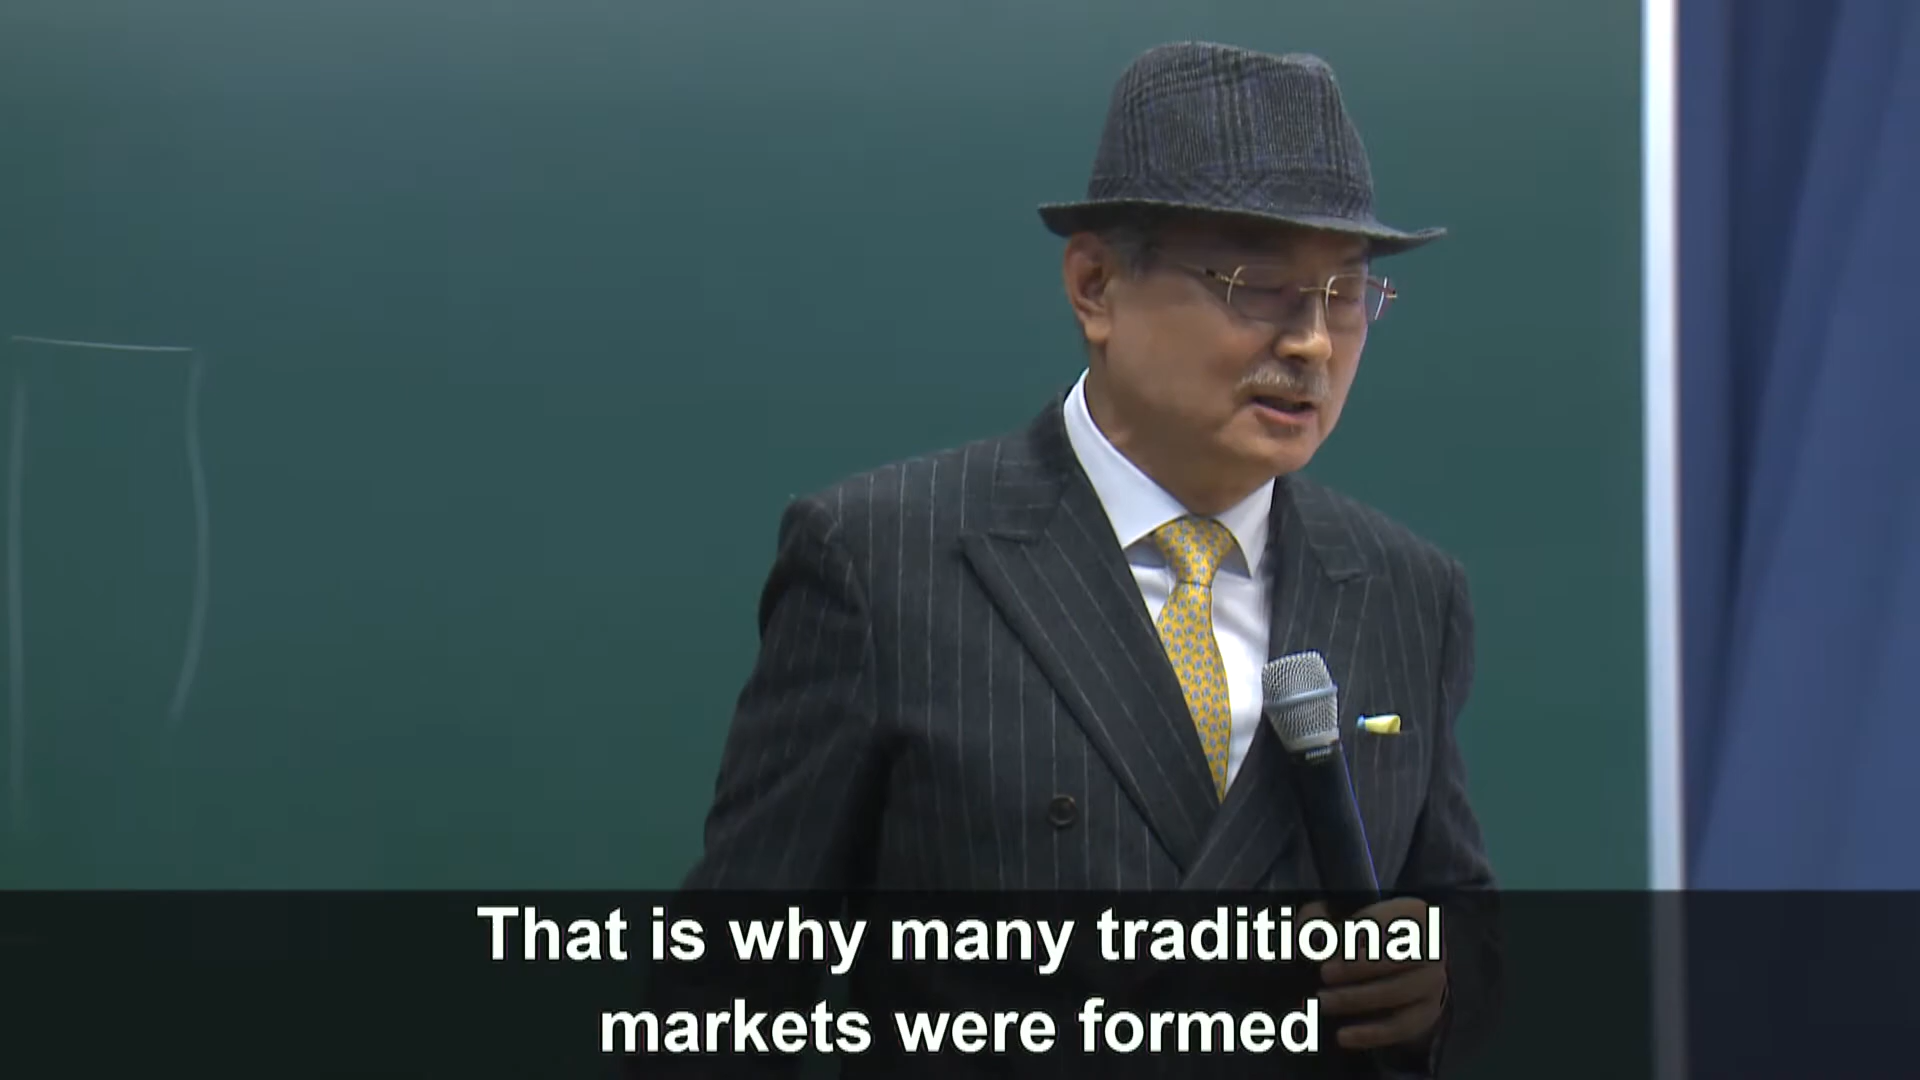 That is why many traditional
markets were formed